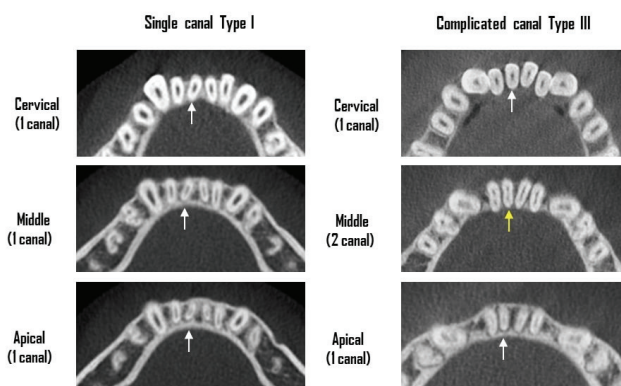 Single canal Type I
Complicated canal Type III
Cervical
(1 canal)
Cervical
(1 canal)
Middle
(1 canal)
Middle
(2 canal)
Apical
(1 canal)
Apical
(1 canal)